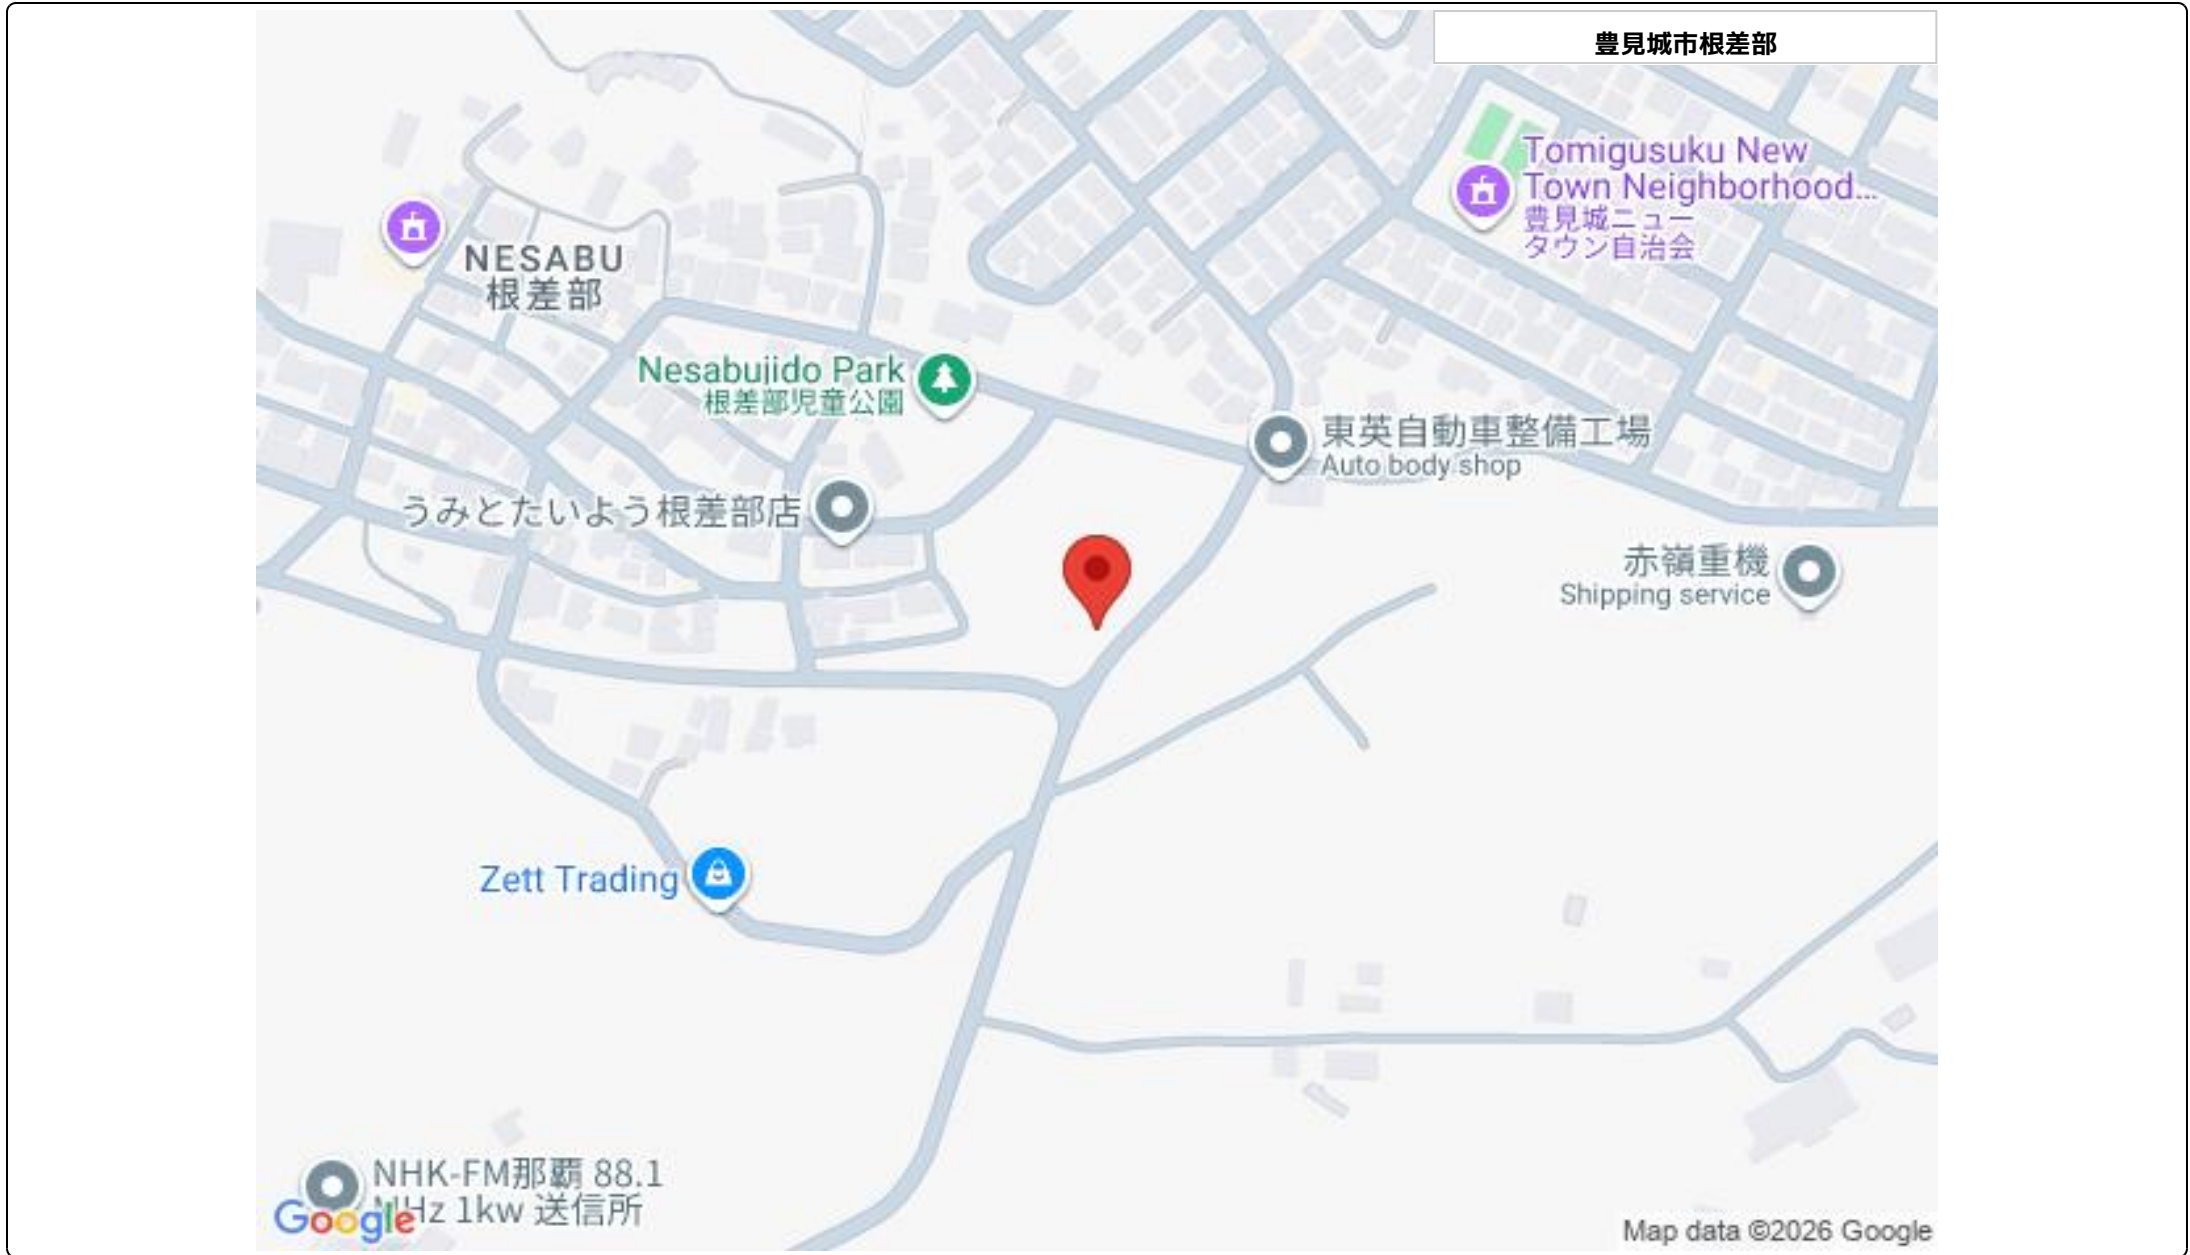 豊見城市根差部
Tomigusuku New
Town Neighborhood...
豊見城ニュー
タウン自治会
NESABU
根差部
Nesabujido Park
根差部児童公園
東英自動車整備工場
Auto body shop
うみとたいよう根差部店
赤嶺重機
Shipping service
Zett Trading
NHK-FM那覇 88.1
MHz 1kw 送信所
Google
Map data ©2026 Google